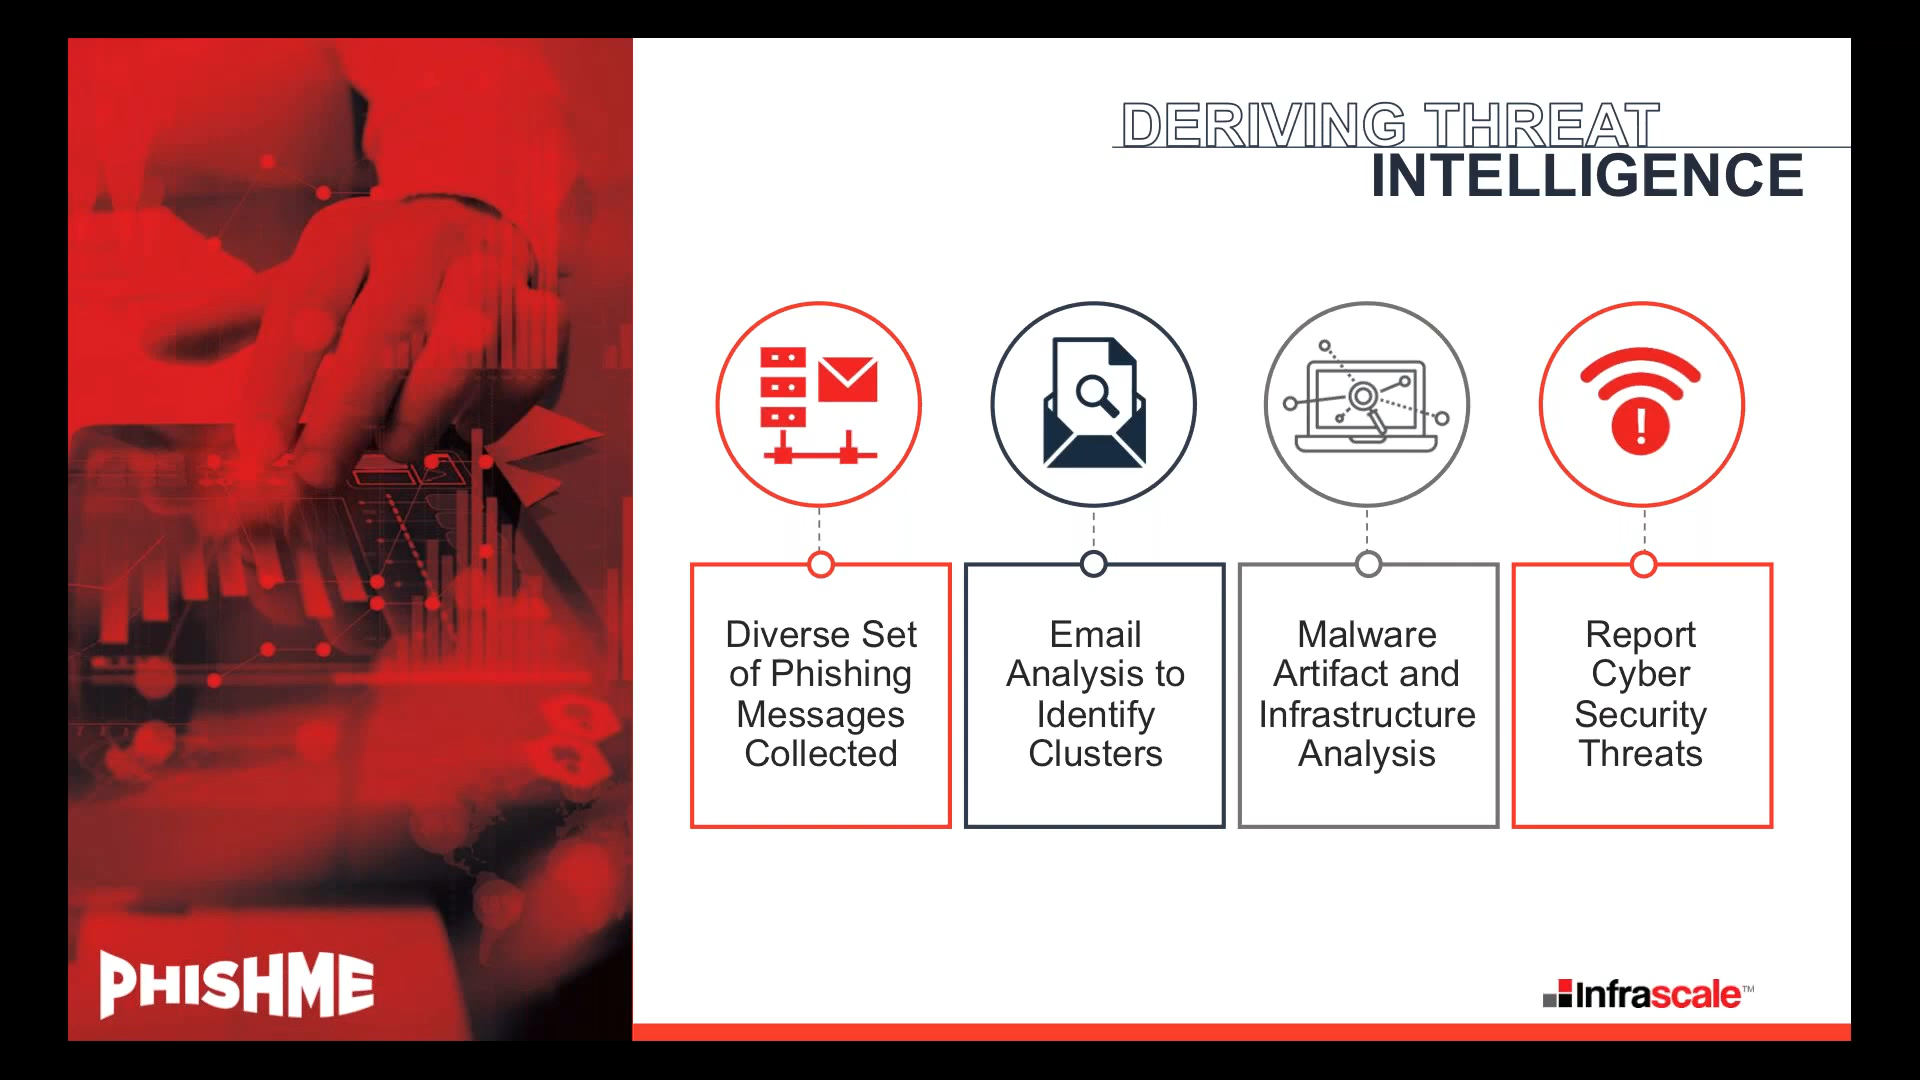 DERIVING THREAT
INTELLIGENCE
Diverse Set
of Phishing
Messages
Collected
Email
Analysis to
Identify
Clusters
Malware
Artifact and
Infrastructure
Analysis
Report
Cyber
Security
Threats
PHISHME
Infrascale™